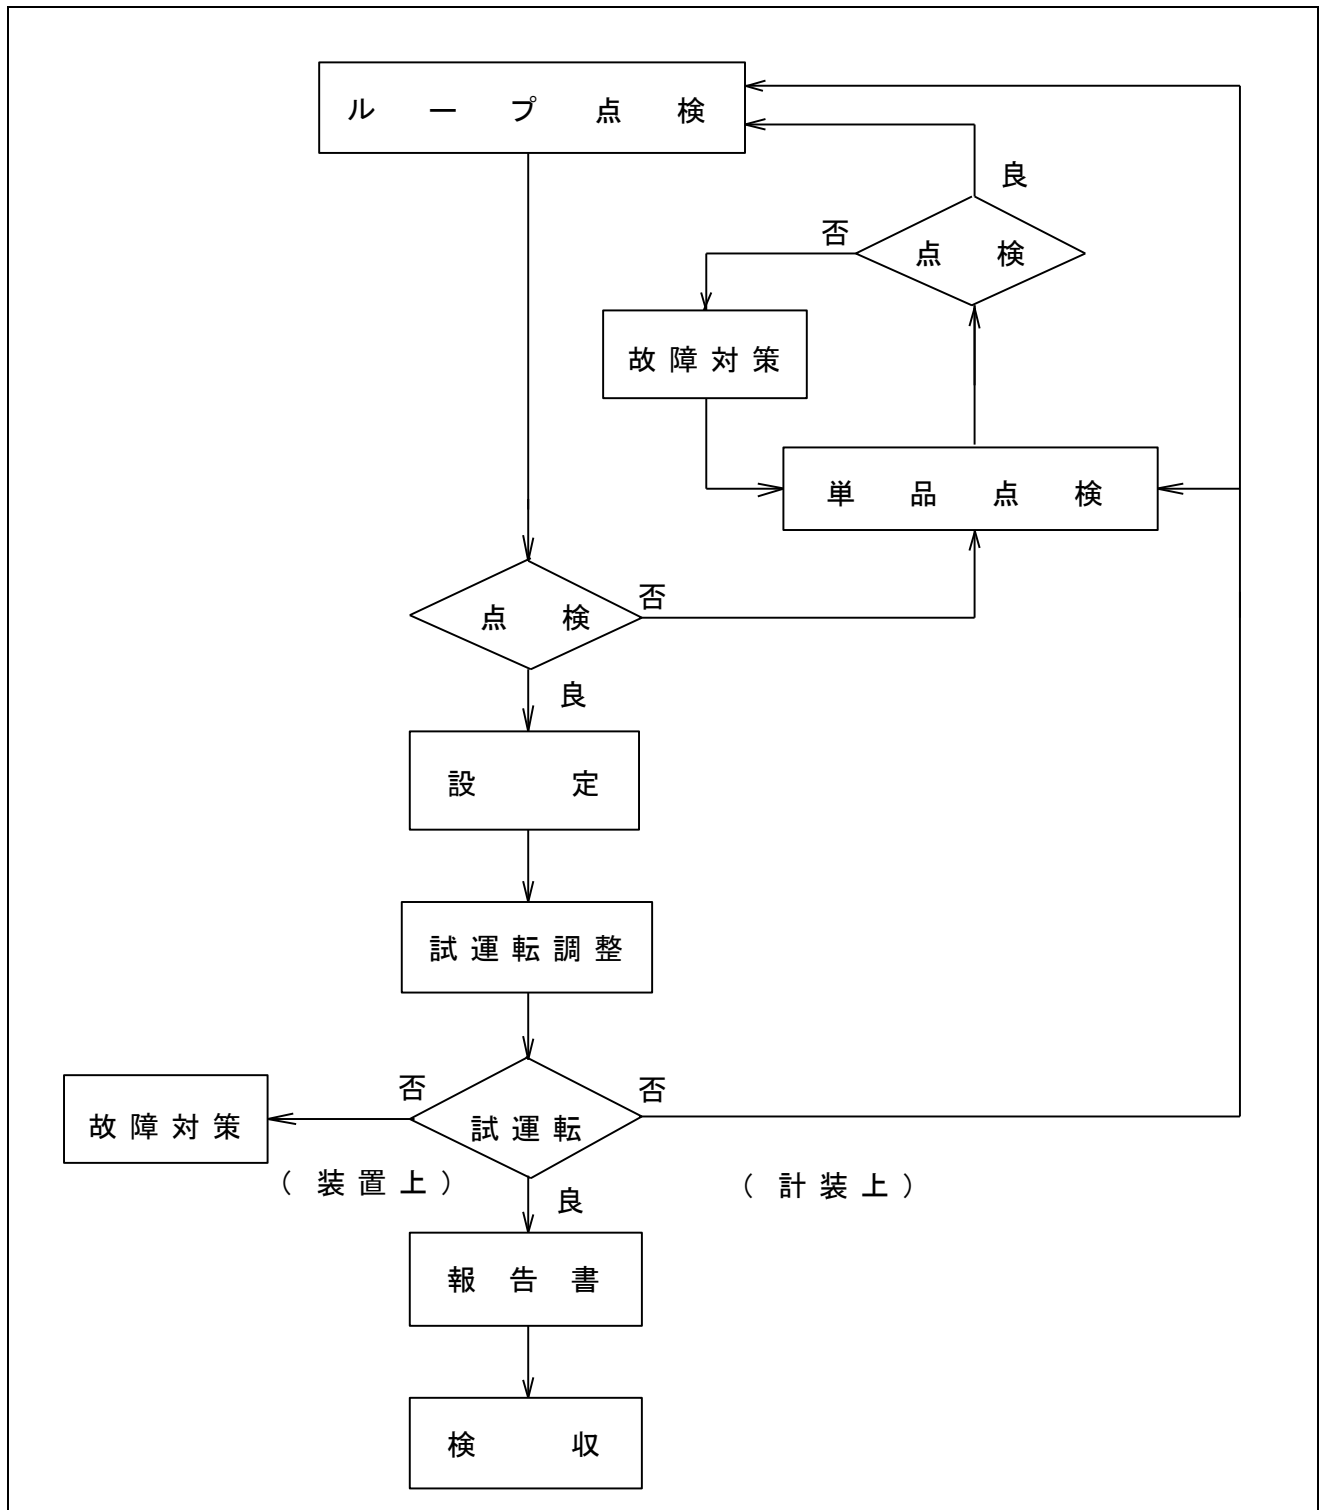 ループ点検
良
否
点検
故障対策
単品点検
否
点検
良
設定
試運転調整
否
否
故障対策
試運転
（装置上）
（計装上）
良
報告書
検収